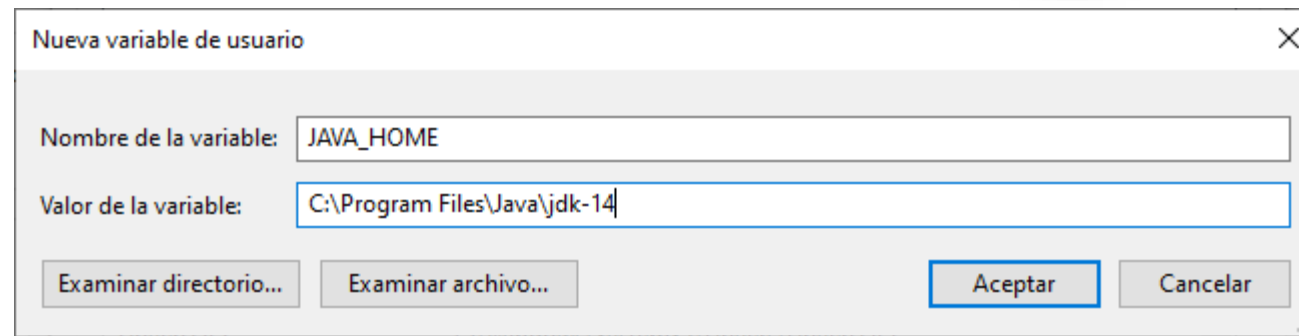 Nueva variable de usuario
Nombre de la variable: JAVA_HOME
Valor de la variable: C:\Program Files\Java\jdk-14
Examinar directorio... Examinar archivo... Aceptar Cancelar